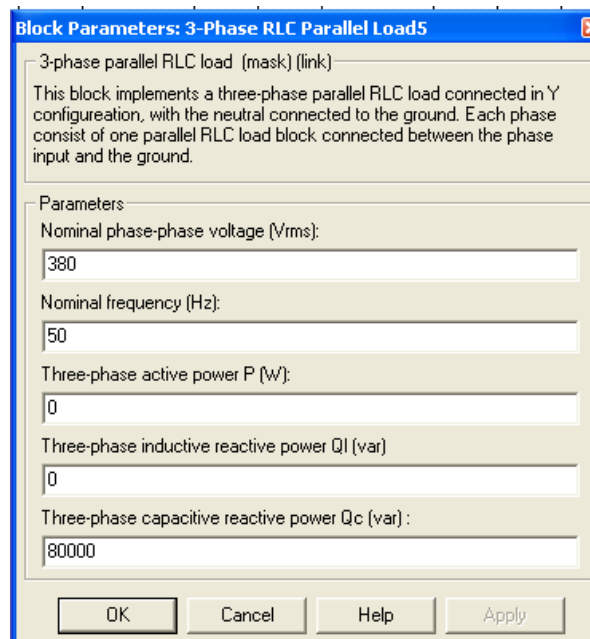 Block Parameters: 3-Phase RLC Parallel Load5
3-phase parallel RLC load (mask) (link)
This block implements a three-phase parallel RLC load connected in Y
configureation, with the neutral connected to the ground. Each phase
consist of one parallel RLC load block connected between the phase
input and the ground.
Parameters
Nominal phase-phase voltage (Vrms):
380
Nominal frequency (Hz):
50
Three-phase active power P (W):
0
Three-phase inductive reactive power Ql (var)
0
Three-phase capacitive reactive power Qc (var) :
80000
OK Cancel Help Apply